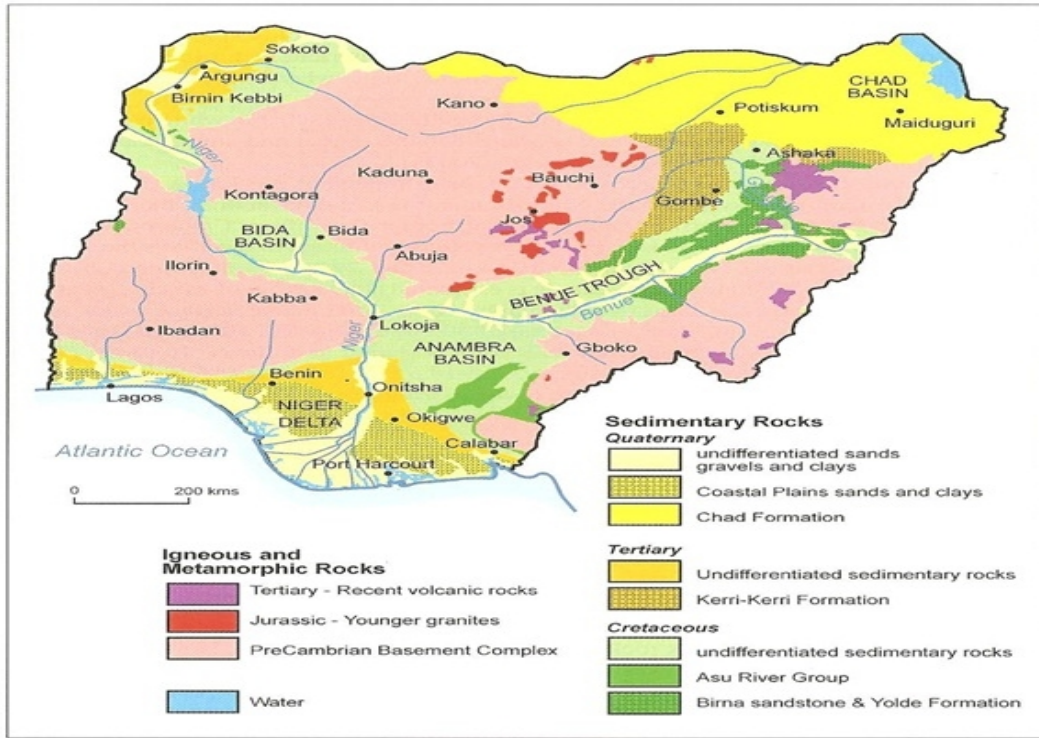 Sokoto
Argungu
Birnin Kebbi
Kano
CHAD
BASIN
Potiskum
Maiduguri
Niger
Ashaka
Kaduna
Bauchi
Kontagora
Gombe
Jos
BIDA
BASIN
Bida
Abuja
Ilorin
BENUE TROUGH
Kabba
Benue
Ibadan
Lokoja
Niger
ANAMBRA
BASIN
Gboko
Benin
Onitsha
Lagos
NIGER
DELTA
Okigwe
Calabar
Atlantic Ocean
Port Harcourt
0 200 kms
Igneous and
Metamorphic Rocks
Tertiary - Recent volcanic rocks
Jurassic - Younger granites
PreCambrian Basement Complex
Water
Sedimentary Rocks
Quaternary
undifferentiated sands
gravels and clays
Coastal Plains sands and clays
Chad Formation
Tertiary
Undifferentiated sedimentary rocks
Kerri-Kerri Formation
Cretaceous
undifferentiated sedimentary rocks
Asu River Group
Birna sandstone & Yolde Formation